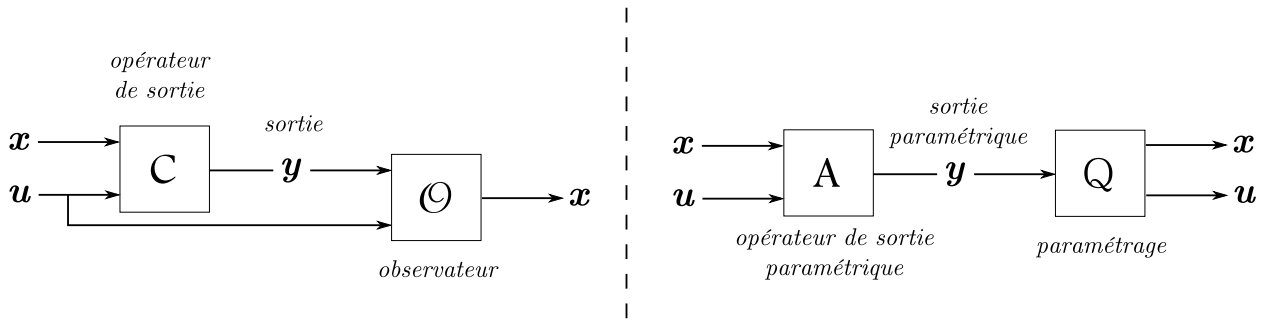 opérateur
de sortie
x
u
C
sortie
y
O
observateur
x
x
u
A
opérateur de sortie
paramétrique
sortie
paramétrique
y
Q
paramétrage
x
u